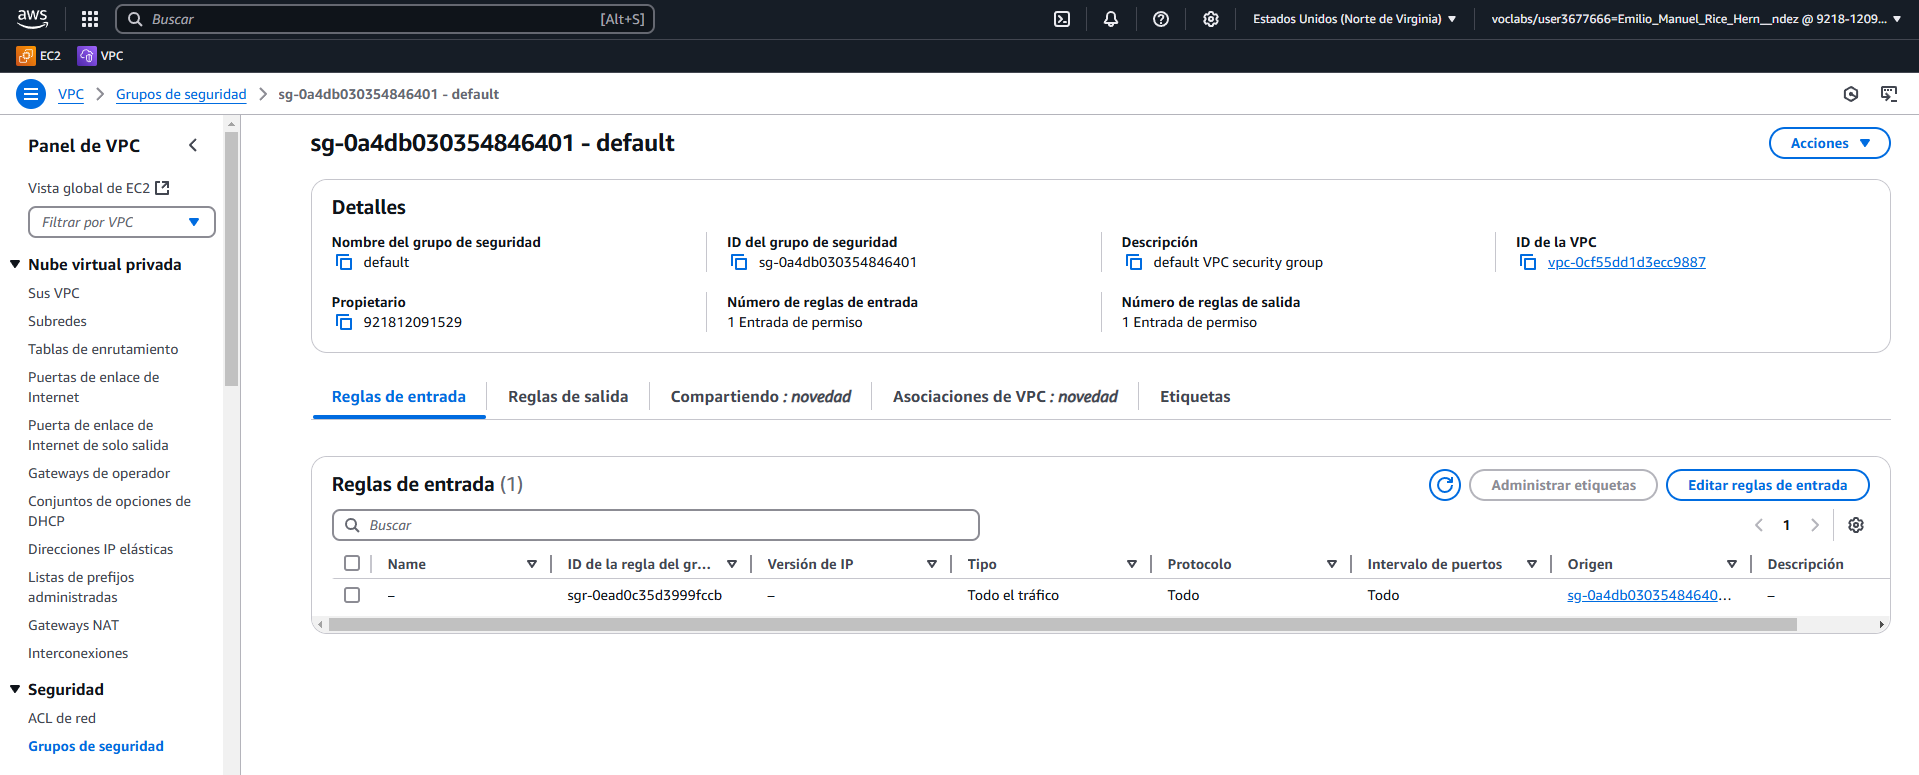 aws
Buscar [Alt+S]
Estados Unidos (Norte de Virginia)
voclabs/user3677666=Emilio_Manuel_Rice_Hern__ndez @ 9218-1209...
EC2 VPC
VPC > Grupos de seguridad > sg-0a4db030354846401 - default
Panel de VPC
Vista global de EC2
Filtrar por VPC
Nube virtual privada
Sus VPC
Subredes
Tablas de enrutamiento
Puertas de enlace de
Internet
Puerta de enlace de
Internet de solo salida
Gateways de operador
Conjuntos de opciones de
DHCP
Direcciones IP elásticas
Listas de prefijos
administradas
Gateways NAT
Interconexiones
Seguridad
ACL de red
Grupos de seguridad
sg-0a4db030354846401 - default
Acciones
Detalles
Nombre del grupo de seguridad
default
ID del grupo de seguridad
sg-0a4db030354846401
Descripción
default VPC security group
ID de la VPC
vpc-0cf55dd1d3ecc9887
Propietario
921812091529
Número de reglas de entrada
1 Entrada de permiso
Número de reglas de salida
1 Entrada de permiso
Reglas de entrada
Reglas de salida
Compartiendo : novedad
Asociaciones de VPC : novedad
Etiquetas
Reglas de entrada (1)
Administrar etiquetas
Editar reglas de entrada
Buscar
1
Name ID de la regla del gr... Versión de IP Tipo Protocolo Intervalo de puertos Origen Descripción
– sgr-0ead0c35d3999fccb – Todo el tráfico Todo Todo sg-0a4db03035484640... –